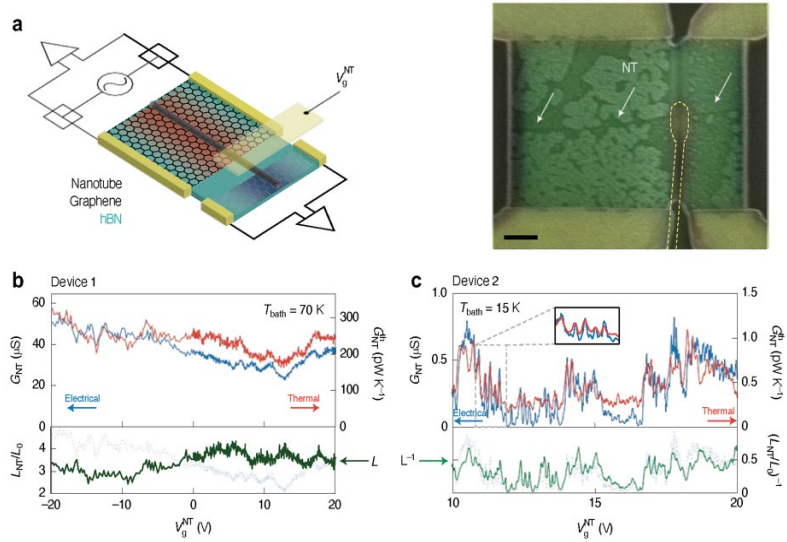 a
V_g^NT
NT
Nanotube
Graphene
hBN
b Device 1
T_bath = 70 K
G_NT (μS)
60
40
20
0
G_NT^th (pW K⁻¹)
300
200
100
0
Electrical
Thermal
L_NT/L_0
4
3
2
L
−20 −10 0 10 20
V_g^NT (V)
c Device 2
T_bath = 15 K
G_NT (μS)
1.0
0.5
0
G_NT^th (pW K⁻¹)
1.5
1.0
0.5
0
Electrical
Thermal
L⁻¹
(L_NT/L_0)⁻¹
0.5
0
10 15 20
V_g^NT (V)